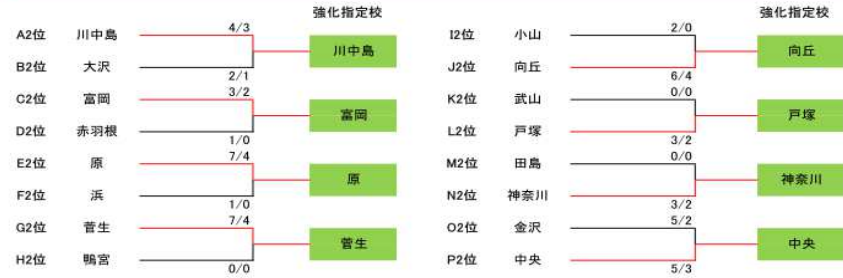 強化指定校
A2位 川中島 4/3
川中島
B2位 大沢 2/1
C2位 富岡 3/2
富岡
D2位 赤羽根 1/0
E2位 原 7/4
原
F2位 浜 1/0
G2位 菅生 7/4
菅生
H2位 鴨宮 0/0
強化指定校
I2位 小山 2/0
向丘
J2位 向丘 6/4
K2位 武山 0/0
戸塚
L2位 戸塚 3/2
M2位 田島 0/0
神奈川
N2位 神奈川 3/2
O2位 金沢 5/2
中央
P2位 中央 5/3